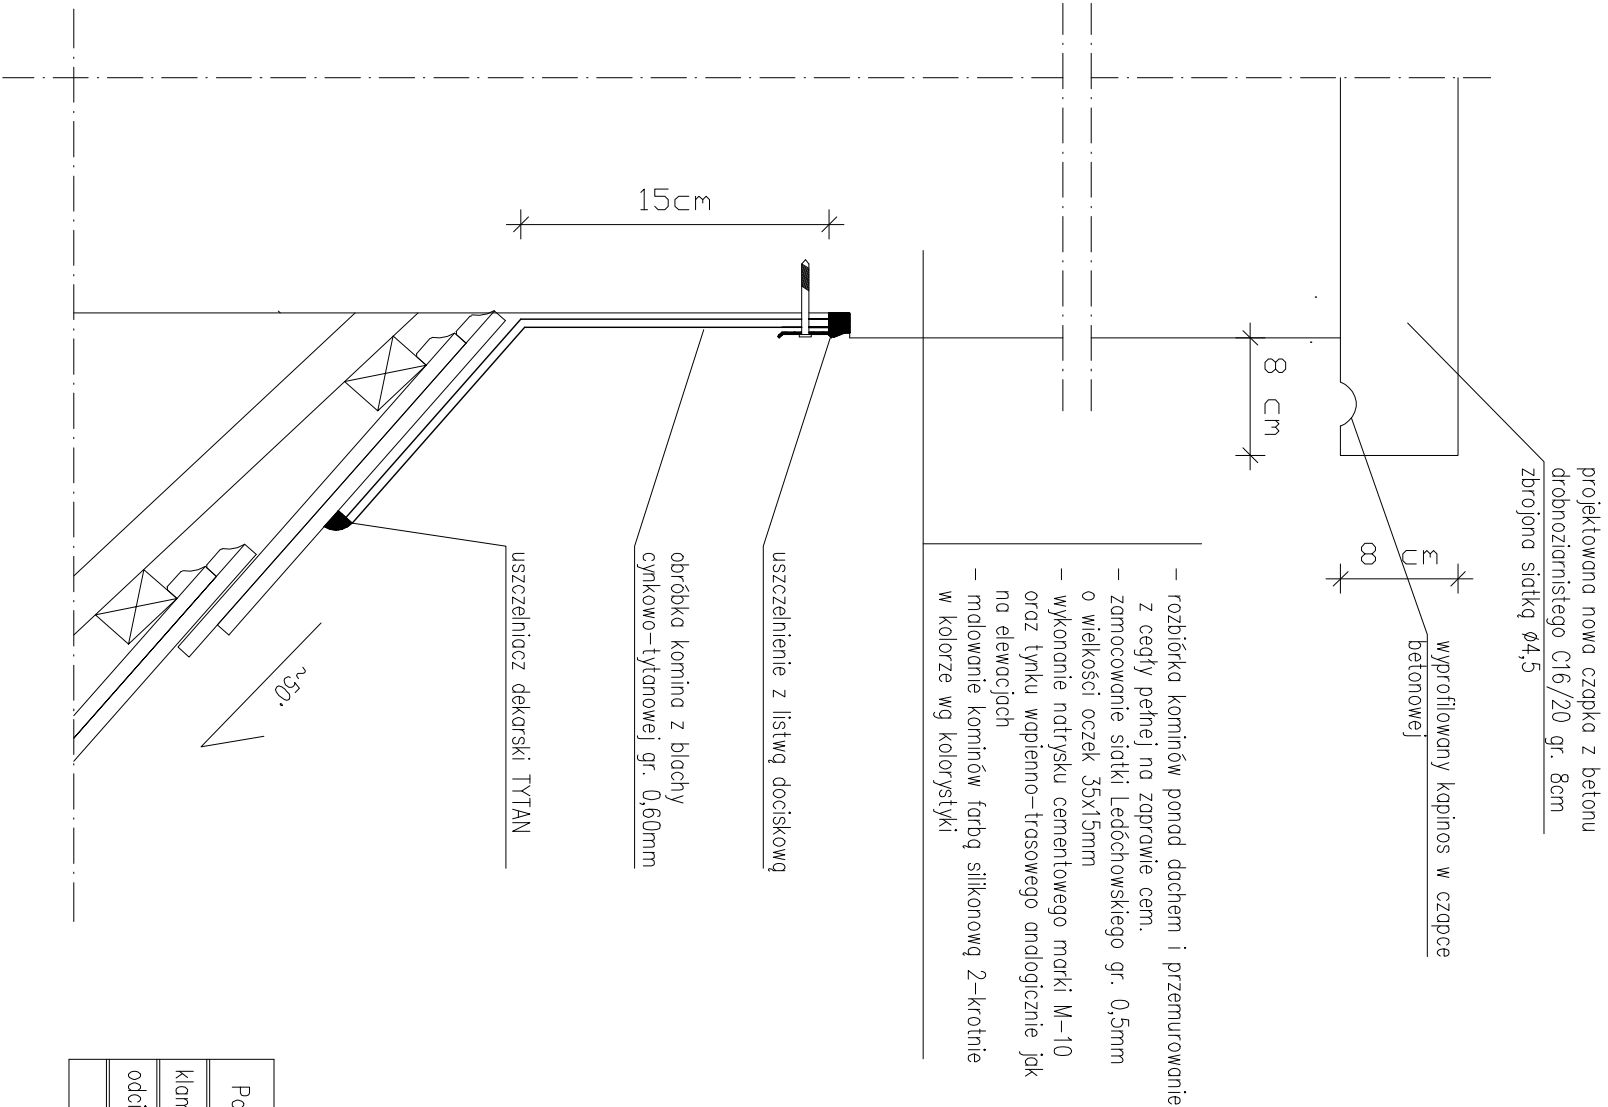 projektowana nowa czapka z betonu
drobnoziarnistego C16/20 gr. 8cm
zbrojona siatką ø4,5
wyprofilowany kapinos w czapce
betonowej
8 cm
8 cm
- rozbiórka kominów ponad dachem i przemurowanie
z cegły pełnej na zaprawie cem.
- zamocowanie siatki Ledóchowskiego gr. 0,5mm
o wielkości oczek 35x15mm
- wykonanie natrysku cementowego marki M-10
oraz tynku wapienno-trasowego analogicznie jak
na elewacjach
- malowanie kominów farbą silikonową 2-krotnie
w kolorze wg kolorystyki
15cm
uszczelnienie z listwą dociskową
obróbka komina z blachy
cynkowo-tytanowej gr. 0,60mm
uszczelniacz dekarski TYTAN